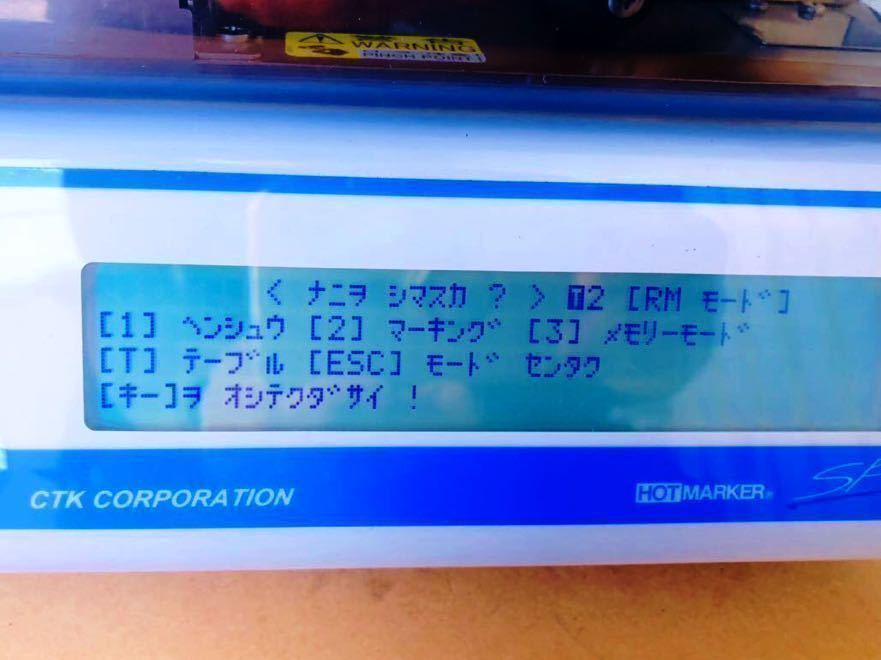 WARNING
PINCH POINT
< ナニヲ シマスカ ? > T2 [RM モード]
[1] ヘンシュウ [2] マーキング [3] メモリーモード
[T] テーブル [ESC] モード センタク
[キー]ヲ オシテクダサイ !
CTK CORPORATION
HOTMARKER®